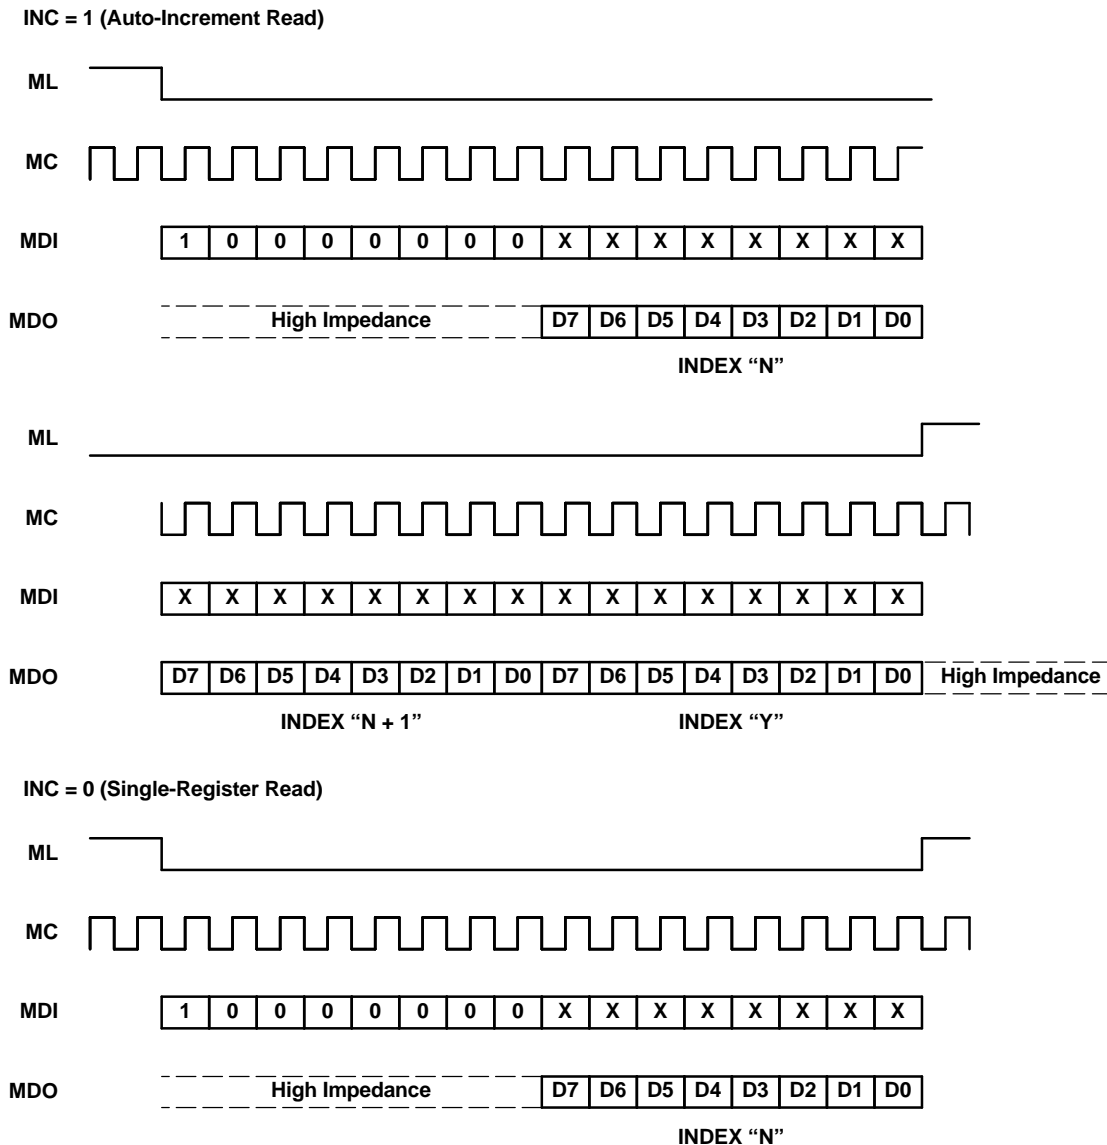 INC = 1 (Auto-Increment Read)
ML
MC
MDI 1 0 0 0 0 0 0 0 X X X X X X X X
MDO High Impedance D7 D6 D5 D4 D3 D2 D1 D0
INDEX “N”
ML
MC
MDI X X X X X X X X X X X X X X X X
MDO D7 D6 D5 D4 D3 D2 D1 D0 D7 D6 D5 D4 D3 D2 D1 D0 High Impedance
INDEX “N + 1” INDEX “Y”
INC = 0 (Single-Register Read)
ML
MC
MDI 1 0 0 0 0 0 0 0 X X X X X X X X
MDO High Impedance D7 D6 D5 D4 D3 D2 D1 D0
INDEX “N”